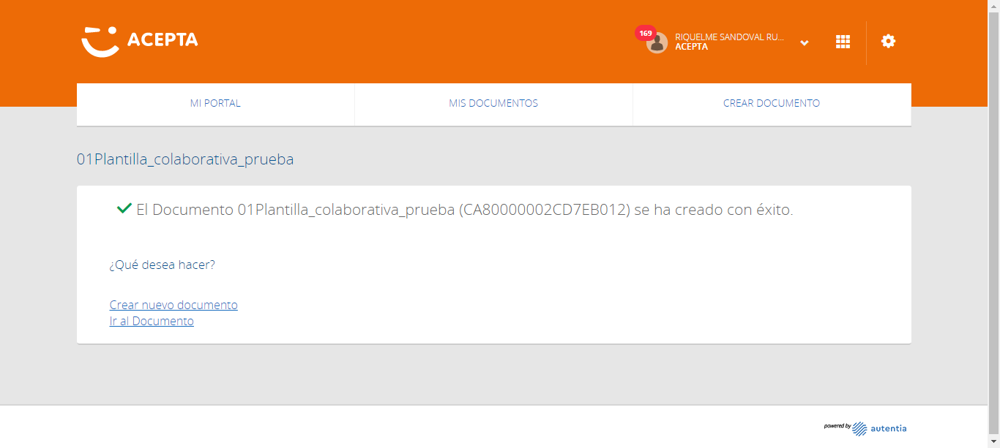 ACEPTA
169
RIQUELME SANDOVAL RU...
ACEPTA
MI PORTAL
MIS DOCUMENTOS
CREAR DOCUMENTO
01Plantilla_colaborativa_prueba
El Documento 01Plantilla_colaborativa_prueba (CA80000002CD7EB012) se ha creado con éxito.
¿Qué desea hacer?
Crear nuevo documento
Ir al Documento
powered by autentia